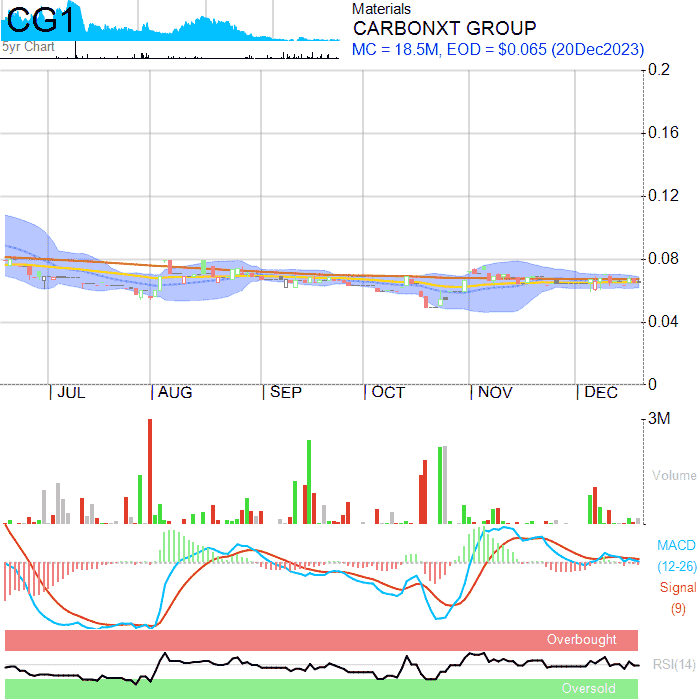 CG1
5yr Chart
Materials
CARBONXT GROUP
MC = 18.5M, EOD = $0.065 (20Dec2023)
0.2
0.16
0.12
0.08
0.04
0
JUL AUG SEP OCT NOV DEC
3M
Volume
MACD
(12-26)
Signal
(9)
Overbought
RSI(14)
Oversold